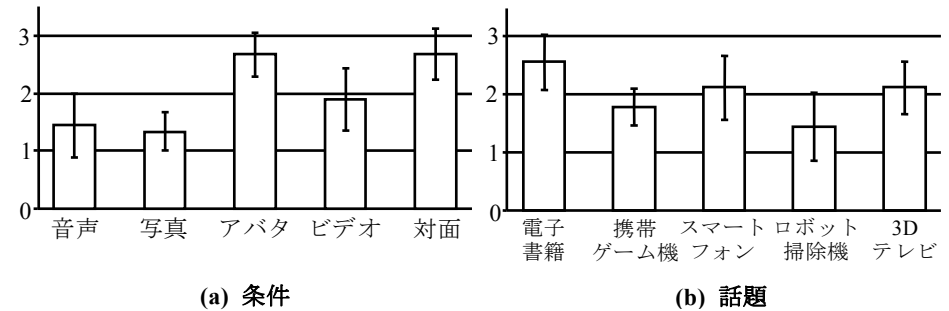 3
2
1
0
音声 写真 アバタ ビデオ 対面
(a) 条件
3
2
1
0
電子 携帯 スマート ロボット 3D
書籍 ゲーム機 フォン 掃除機 テレビ
(b) 話題